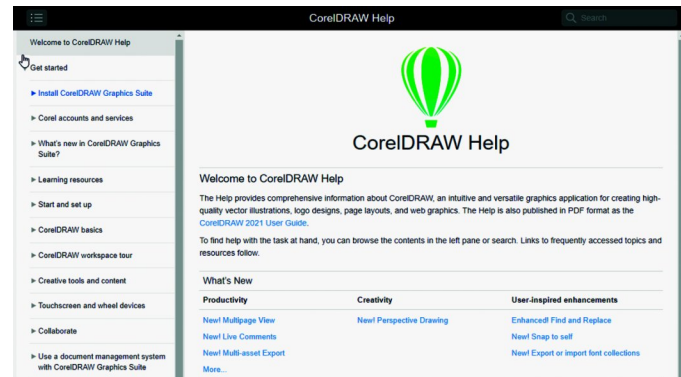 CorelDRAW Help
Search
Welcome to CorelDRAW Help
Get started
Install CorelDRAW Graphics Suite
Corel accounts and services
What's new in CorelDRAW Graphics
Suite?
Learning resources
Start and set up
CorelDRAW basics
CorelDRAW workspace tour
Creative tools and content
Touchscreen and wheel devices
Collaborate
Use a document management system
with CorelDRAW Graphics Suite
CorelDRAW Help
Welcome to CorelDRAW Help
The Help provides comprehensive information about CorelDRAW, an intuitive and versatile graphics application for creating high-
quality vector illustrations, logo designs, page layouts, and web graphics. The Help is also published in PDF format as the
CorelDRAW 2021 User Guide.
To find help with the task at hand, you can browse the contents in the left pane or search. Links to frequently accessed topics and
resources follow.
What's New
Productivity Creativity User-inspired enhancements
New! Multipage View New! Perspective Drawing Enhanced! Find and Replace
New! Live Comments New! Snap to self
New! Multi-asset Export New! Export or import font collections
More...